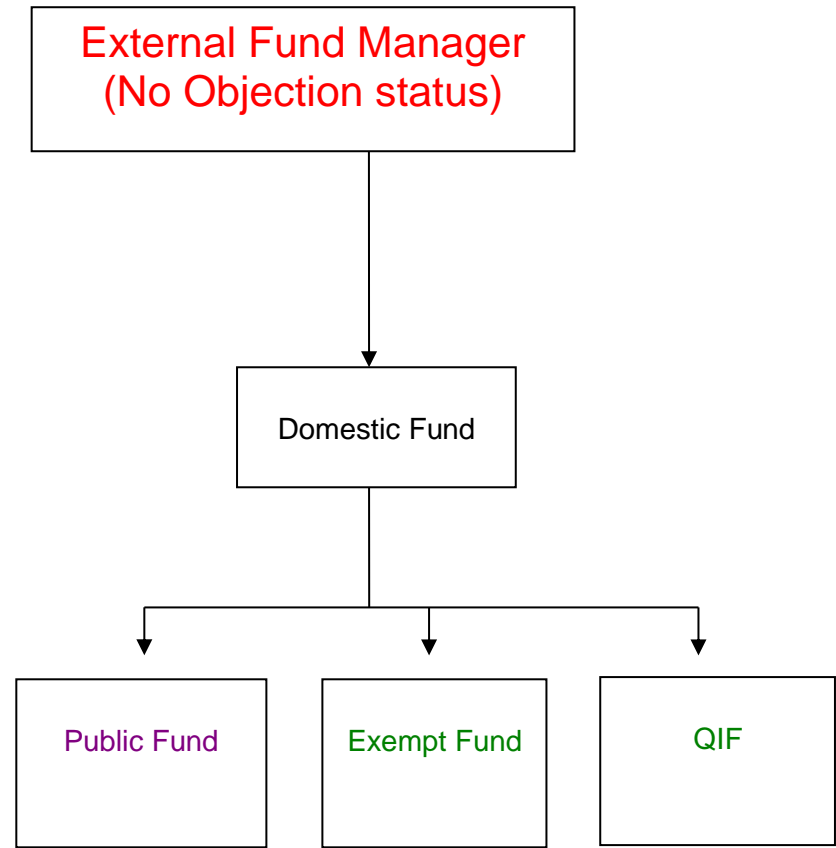 External Fund Manager
(No Objection status)
Domestic Fund
Public Fund
Exempt Fund
QIF